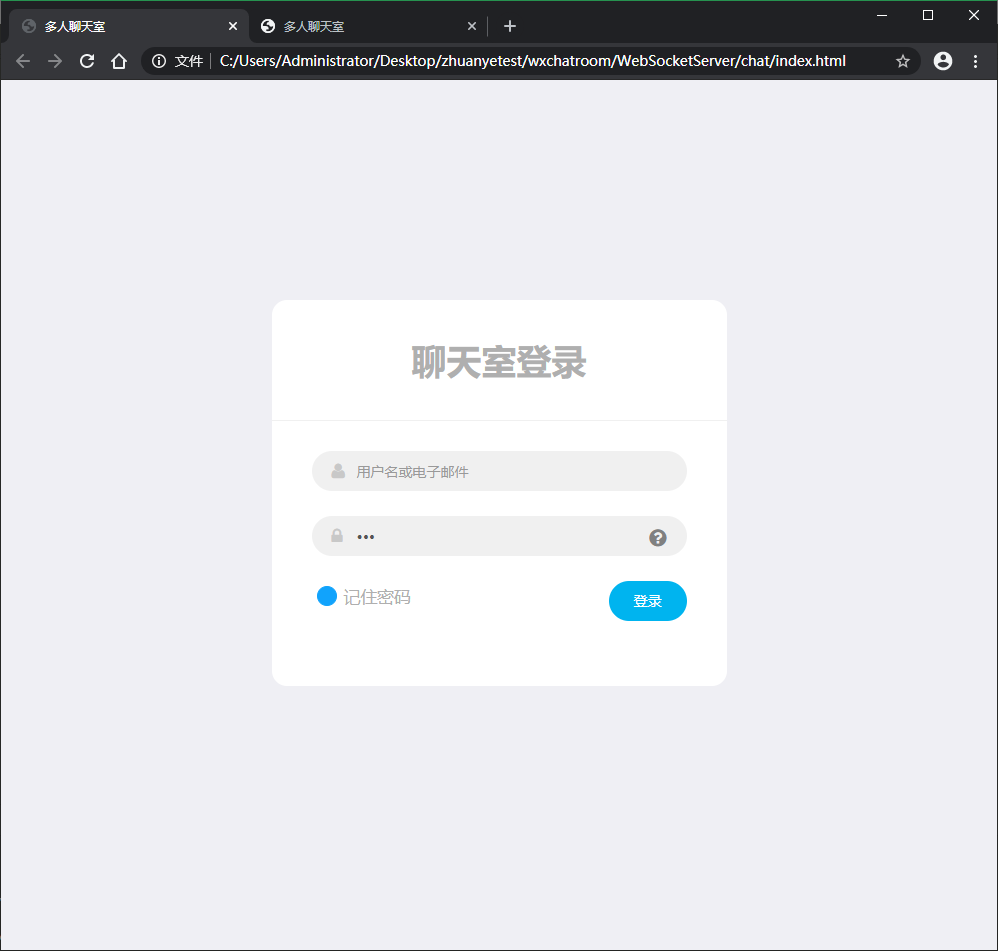 多人聊天室
多人聊天室
文件 C:/Users/Administrator/Desktop/zhuanyetest/wxchatroom/WebSocketServer/chat/index.html
聊天室登录
用户名或电子邮件
•••
记住密码
登录